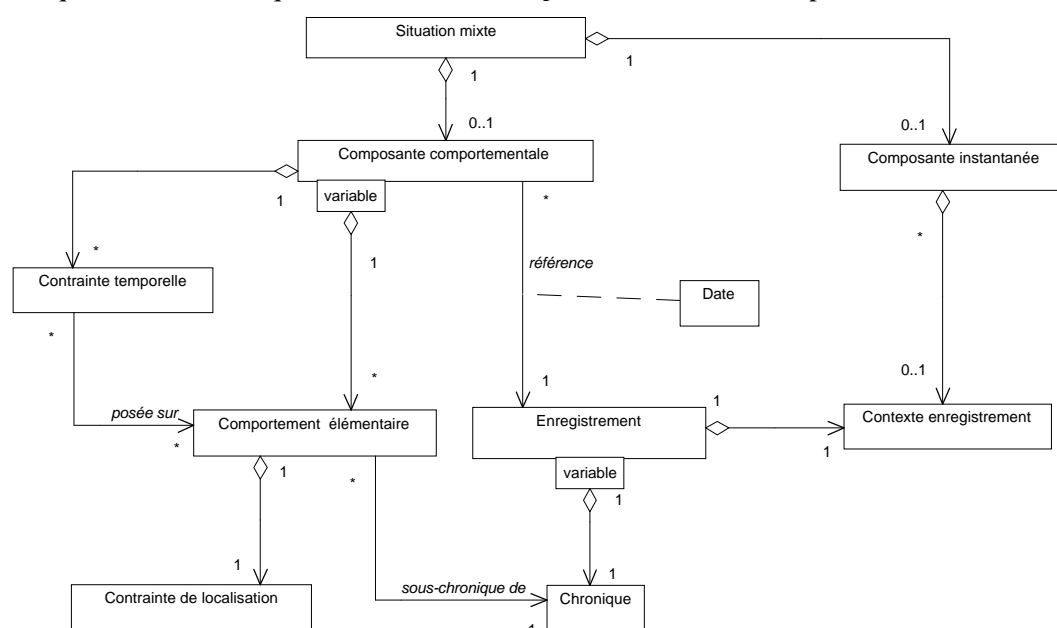 Situation mixte
1
1
0..1
0..1
Composante comportementale
Composante instantanée
variable
1
*
*
1
*
référence
Contrainte temporelle
Date
*
*
1
0..1
posée sur
*
Comportement élémentaire
Enregistrement
1
1
Contexte enregistrement
1
*
variable
1
1
1
Contrainte de localisation
sous-chronique de
Chronique
1